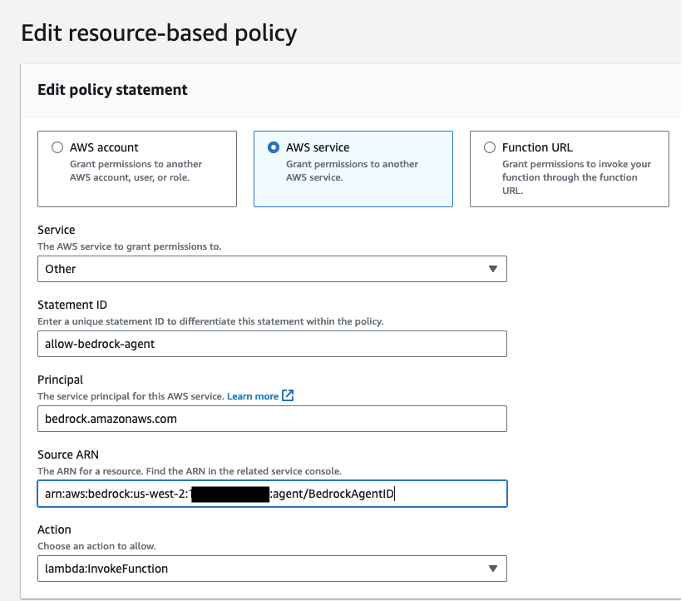 Edit resource-based policy
Edit policy statement
AWS account
Grant permissions to another
AWS account, user, or role.
AWS service
Grant permissions to another
AWS service.
Function URL
Grant permissions to invoke your
function through the function
URL.
Service
The AWS service to grant permissions to.
Other
Statement ID
Enter a unique statement ID to differentiate this statement within the policy.
allow-bedrock-agent
Principal
The service principal for this AWS service. Learn more
bedrock.amazonaws.com
Source ARN
The ARN for a resource. Find the ARN in the related service console.
arn:aws:bedrock:us-west-2: :agent/BedrockAgentID
Action
Choose an action to allow.
lambda:InvokeFunction